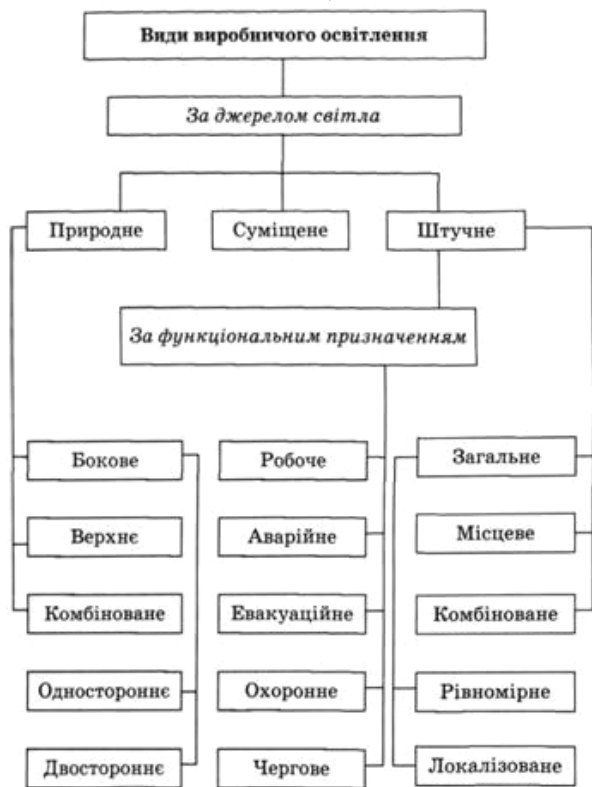 Види виробничого освітлення
За джерелом світла
Природне
Суміщене
Штучне
За функціональним призначенням
Бокове
Робоче
Загальне
Верхнє
Аварійне
Місцеве
Комбіноване
Евакуаційне
Комбіноване
Одностороннє
Охоронне
Рівномірне
Двостороннє
Чергове
Локалізоване